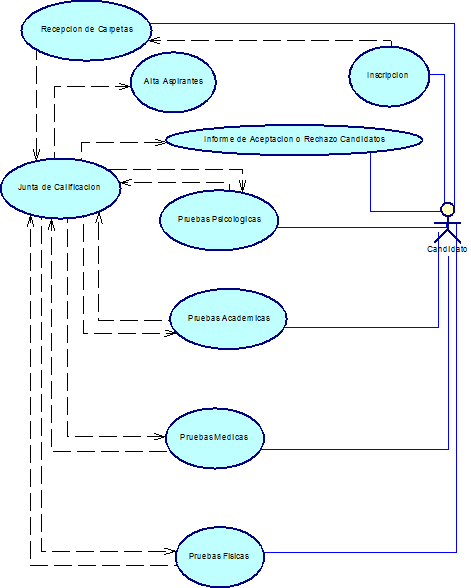 Recepcion de Carpetas
Alta Aspirantes
Inscripcion
Informe de Aceptacion o Rechazo Candidatos
Junta de Calificacion
Pruebas Psicologicas
Candidato
Pruebas Academicas
Pruebas Medicas
Pruebas Fisicas